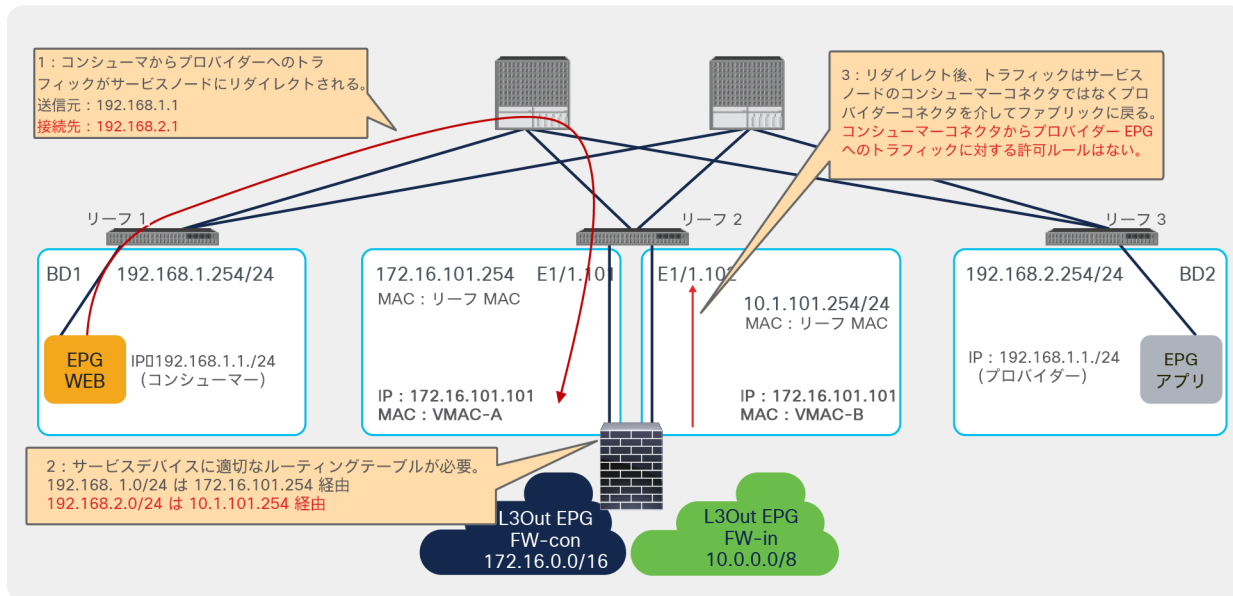 1：コンシューマからプロバイダーへのトラ
フィックがサービスノードにリダイレクトされる。
送信元：192.168.1.1
接続先：192.168.2.1
3：リダイレクト後、トラフィックはサービス
ノードのコンシューマーコネクタではなくプロ
バイダーコネクタを介してファブリックに戻る。
コンシューマーコネクタからプロバイダー EPG
へのトラフィックに対する許可ルールはない。
リーフ 1
リーフ 2
リーフ 3
BD1
192.168.1.254/24
172.16.101.254
E1/1.101
MAC：リーフ MAC
E1/1.102
10.1.101.254/24
MAC：リーフ MAC
192.168.2.254/24
BD2
EPG
WEB
IP▯192.168.1.1./24
(コンシューマー)
IP：172.16.101.101
MAC：VMAC-A
IP：172.16.101.101
MAC：VMAC-B
IP：192.168.1.1./24
(プロバイダー)
EPG
アプリ
2：サービスデバイスに適切なルーティングテーブルが必要。
192.168. 1.0/24 は 172.16.101.254 経由
192.168.2.0/24 は 10.1.101.254 経由
L3Out EPG
FW-con
172.16.0.0/16
L3Out EPG
FW-in
10.0.0.0/8